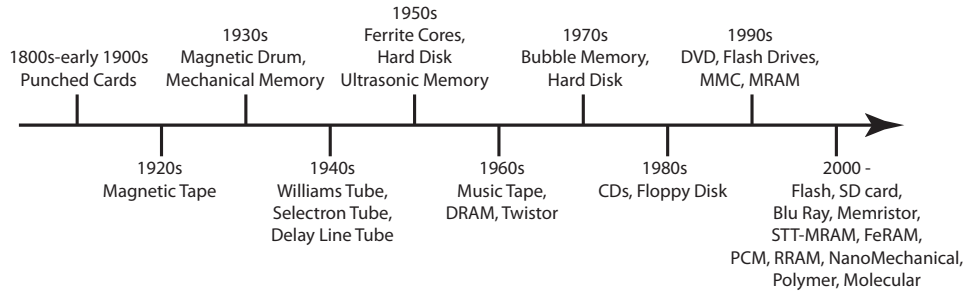 1800s-early 1900s
Punched Cards
1920s
Magnetic Tape
1930s
Magnetic Drum,
Mechanical Memory
1940s
Williams Tube,
Selectron Tube,
Delay Line Tube
1950s
Ferrite Cores,
Hard Disk
Ultrasonic Memory
1960s
Music Tape,
DRAM, Twistor
1970s
Bubble Memory,
Hard Disk
1980s
CDs, Floppy Disk
1990s
DVD, Flash Drives,
MMC, MRAM
2000 -
Flash, SD card,
Blu Ray, Memristor,
STT-MRAM, FeRAM,
PCM, RRAM, NanoMechanical,
Polymer, Molecular